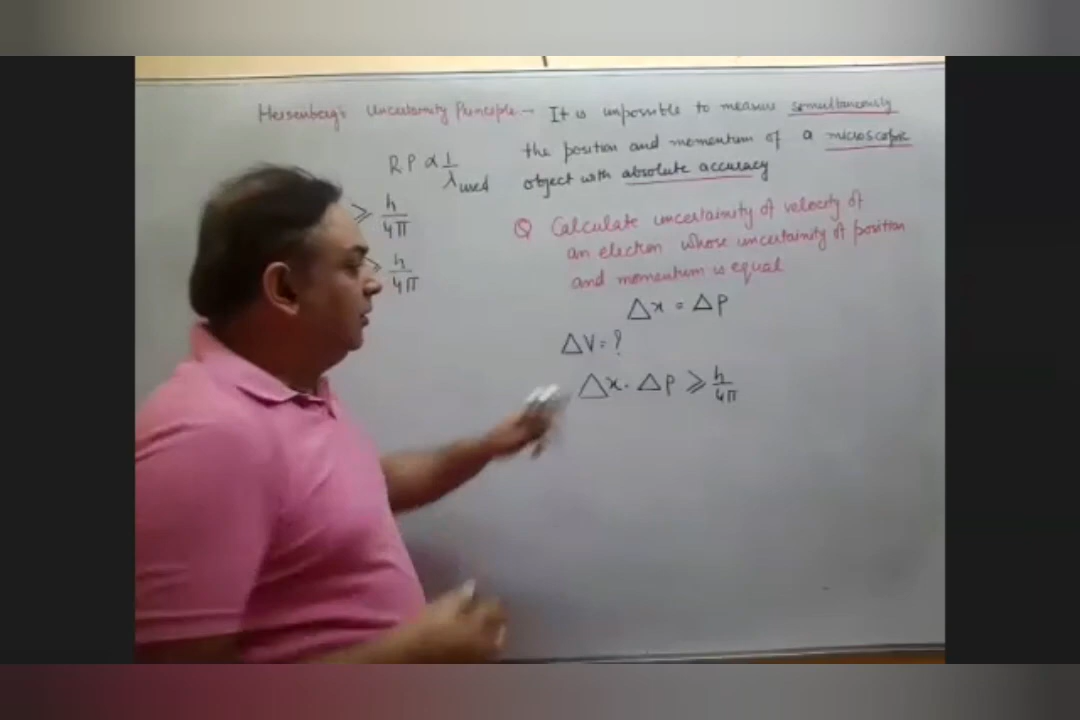 Heisenberg's Uncertainity Principle - It is impossible to measure simultaneously
the position and momentum of a microscopic
object with absolute accuracy
R P ∝ 1/λ used
≥ h/4π
> h/4π
Q Calculate uncertainity of velocity of
an electron whose uncertainity of position
and momentum is equal
Δx = Δp
ΔV = ?
Δx . Δp ≥ h/4π